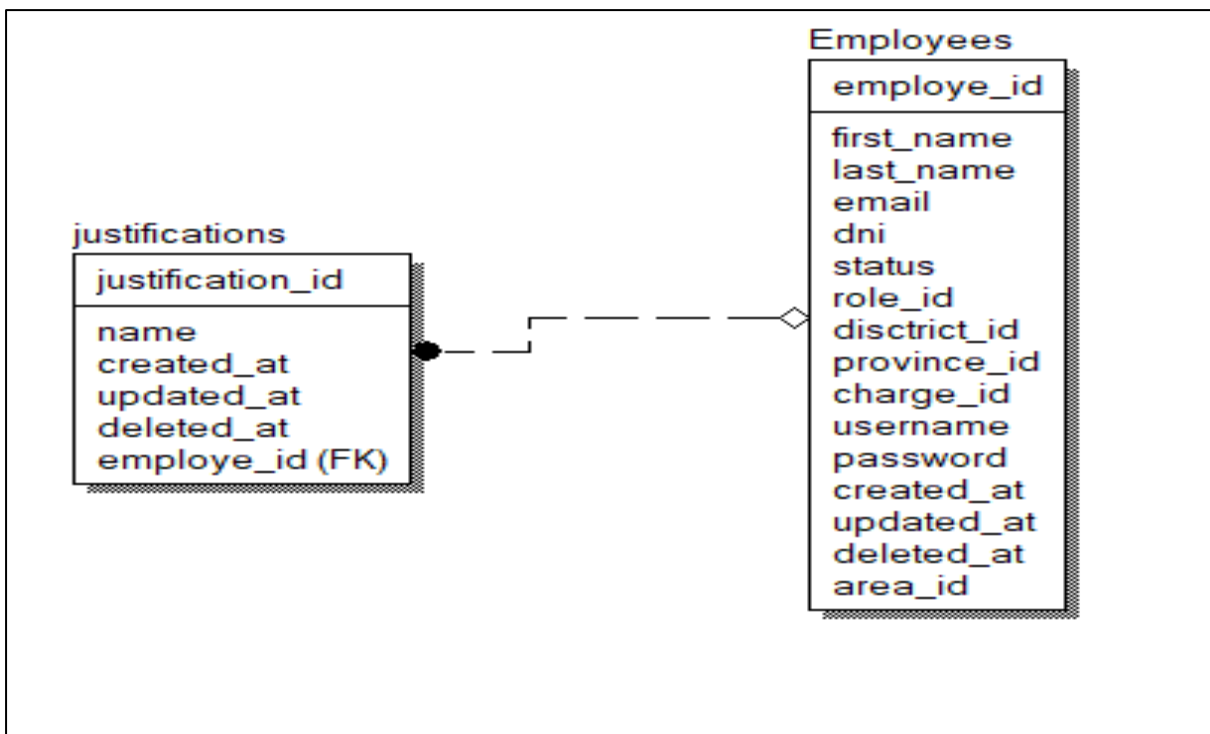 Employees
employe_id
first_name
last_name
email
dni
status
role_id
disctrict_id
province_id
charge_id
username
password
created_at
updated_at
deleted_at
area_id
justifications
justification_id
name
created_at
updated_at
deleted_at
employe_id (FK)